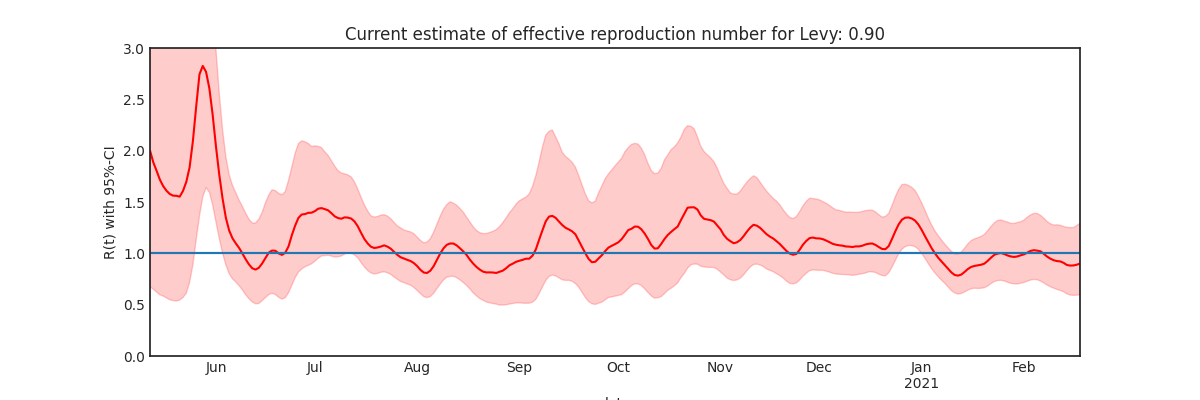 Current estimate of effective reproduction number for Levy: 0.90
R(t) with 95%-CI
3.0
2.5
2.0
1.5
1.0
0.5
0.0
Jun Jul Aug Sep Oct Nov Dec Jan Feb
2021